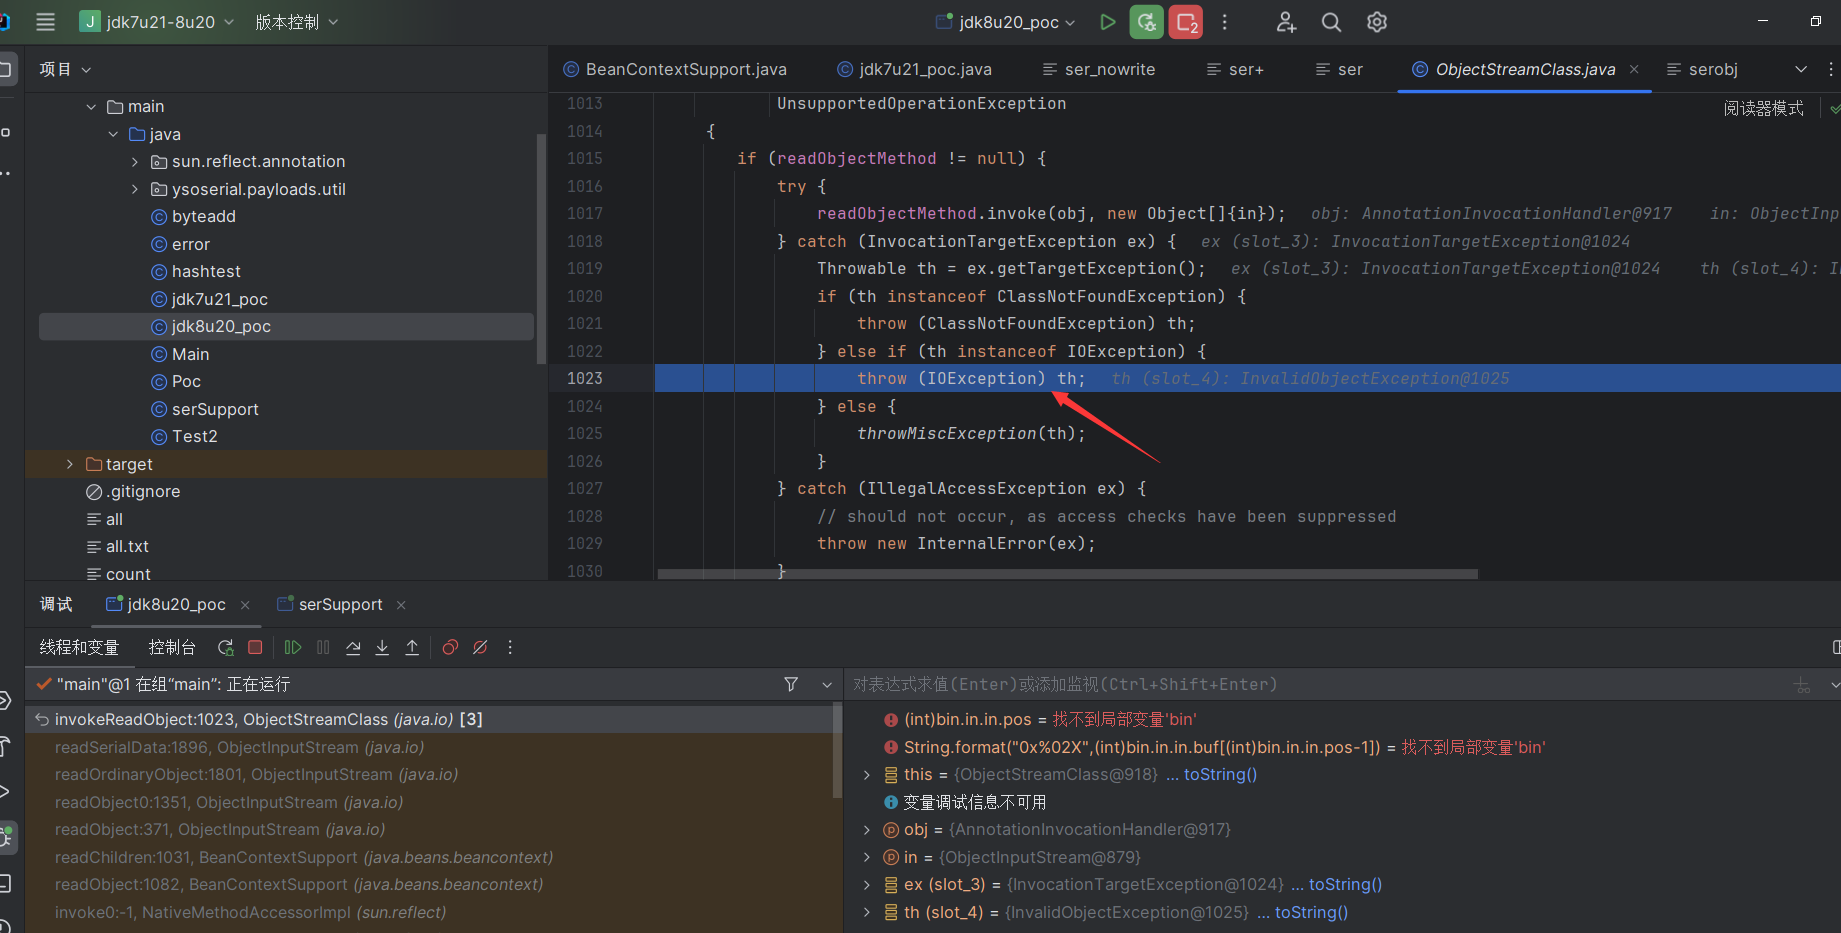 J jdk7u21-8u20 版本控制 jdk8u20_poc 2
项目
BeanContextSupport.java jdk7u21_poc.java ser_nowrite ser+ ser ObjectStreamClass.java serobj
阅读器模式
main
java
sun.reflect.annotation
ysoserial.payloads.util
byteadd
error
hashtest
jdk7u21_poc
jdk8u20_poc
Main
Poc
serSupport
Test2
target
.gitignore
all
all.txt
count
1013 UnsupportedOperationException
1014 {
1015 if (readObjectMethod != null) {
1016 try {
1017 readObjectMethod.invoke(obj, new Object[]{in}); obj: AnnotationInvocationHandler@917 in: ObjectInp
1018 } catch (InvocationTargetException ex) { ex (slot_3): InvocationTargetException@1024
1019 Throwable th = ex.getTargetException(); ex (slot_3): InvocationTargetException@1024 th (slot_4): I
1020 if (th instanceof ClassNotFoundException) {
1021 throw (ClassNotFoundException) th;
1022 } else if (th instanceof IOException) {
1023 throw (IOException) th; th (slot_4): InvalidObjectException@1025
1024 } else {
1025 throwMiscException(th);
1026 }
1027 } catch (IllegalAccessException ex) {
1028 // should not occur, as access checks have been suppressed
1029 throw new InternalError(ex);
1030 }
调试 jdk8u20_poc serSupport
线程和变量 控制台
"main"@1 在组“main”: 正在运行
invokeReadObject:1023, ObjectStreamClass (java.io) [3]
readSerialData:1896, ObjectInputStream (java.io)
readOrdinaryObject:1801, ObjectInputStream (java.io)
readObject0:1351, ObjectInputStream (java.io)
readObject:371, ObjectInputStream (java.io)
readChildren:1031, BeanContextSupport (java.beans.beancontext)
readObject:1082, BeanContextSupport (java.beans.beancontext)
invoke0:-1, NativeMethodAccessorImpl (sun.reflect)
对表达式求值(Enter)或添加监视(Ctrl+Shift+Enter)
(int)bin.in.in.pos = 找不到局部变量'bin'
String.format("0x%02X",(int)bin.in.in.buf[(int)bin.in.in.pos-1]) = 找不到局部变量'bin'
this = {ObjectStreamClass@918} ... toString()
变量调试信息不可用
obj = {AnnotationInvocationHandler@917}
in = {ObjectInputStream@879}
ex (slot_3) = {InvocationTargetException@1024} ... toString()
th (slot_4) = {InvalidObjectException@1025} ... toString()